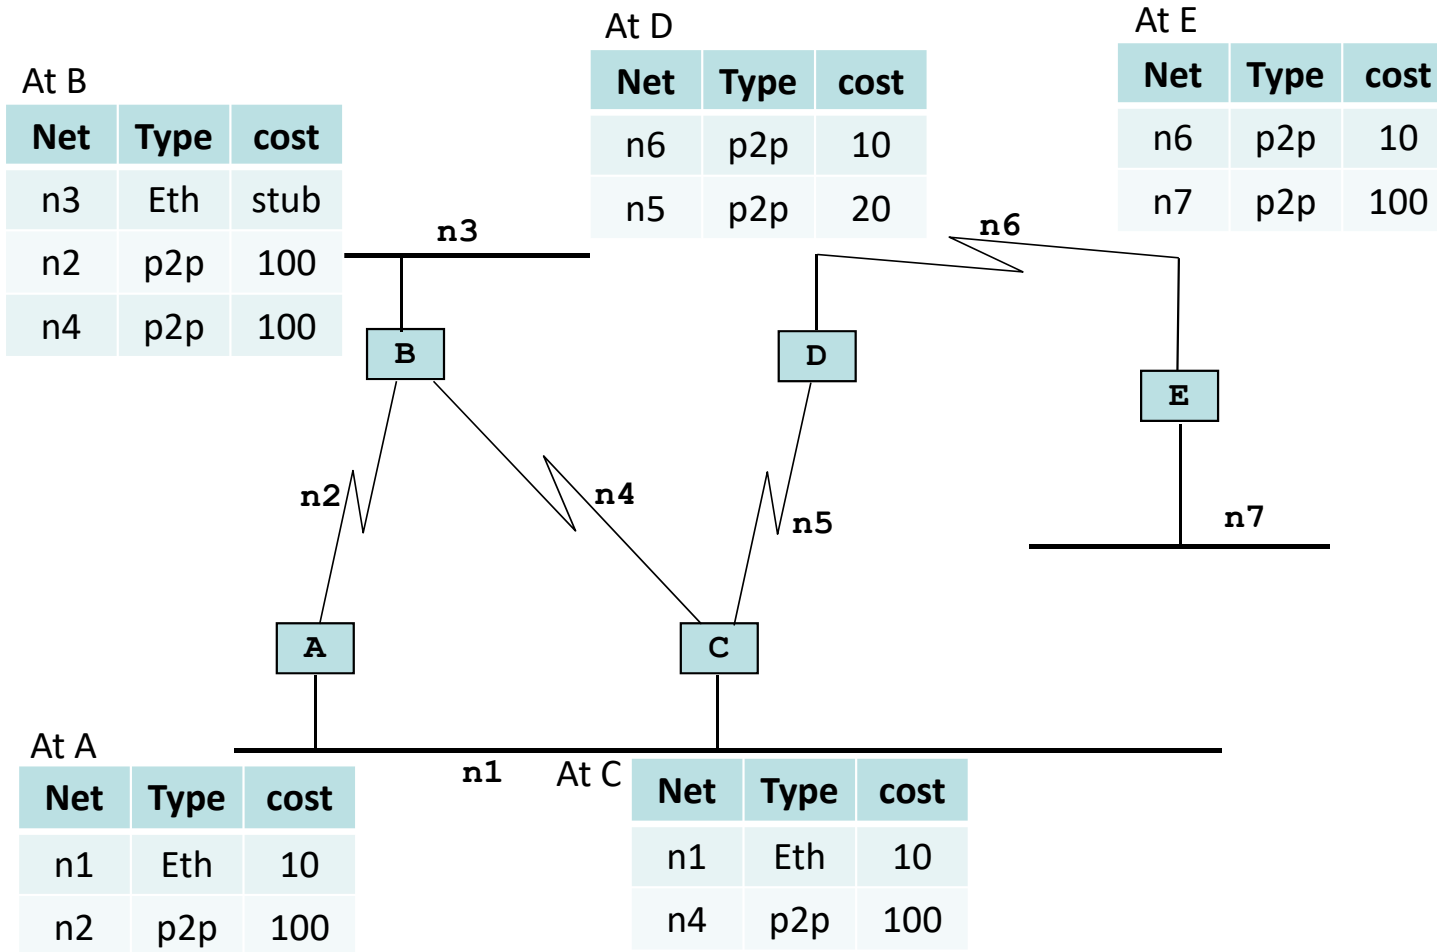 At B
Net Type cost
n3 Eth stub
n2 p2p 100
n4 p2p 100
At D
Net Type cost
n6 p2p 10
n5 p2p 20
At E
Net Type cost
n6 p2p 10
n7 p2p 100
n3
n6
B
D
E
n2
n4
n5
n7
A
C
n1
At A
Net Type cost
n1 Eth 10
n2 p2p 100
At C
Net Type cost
n1 Eth 10
n4 p2p 100